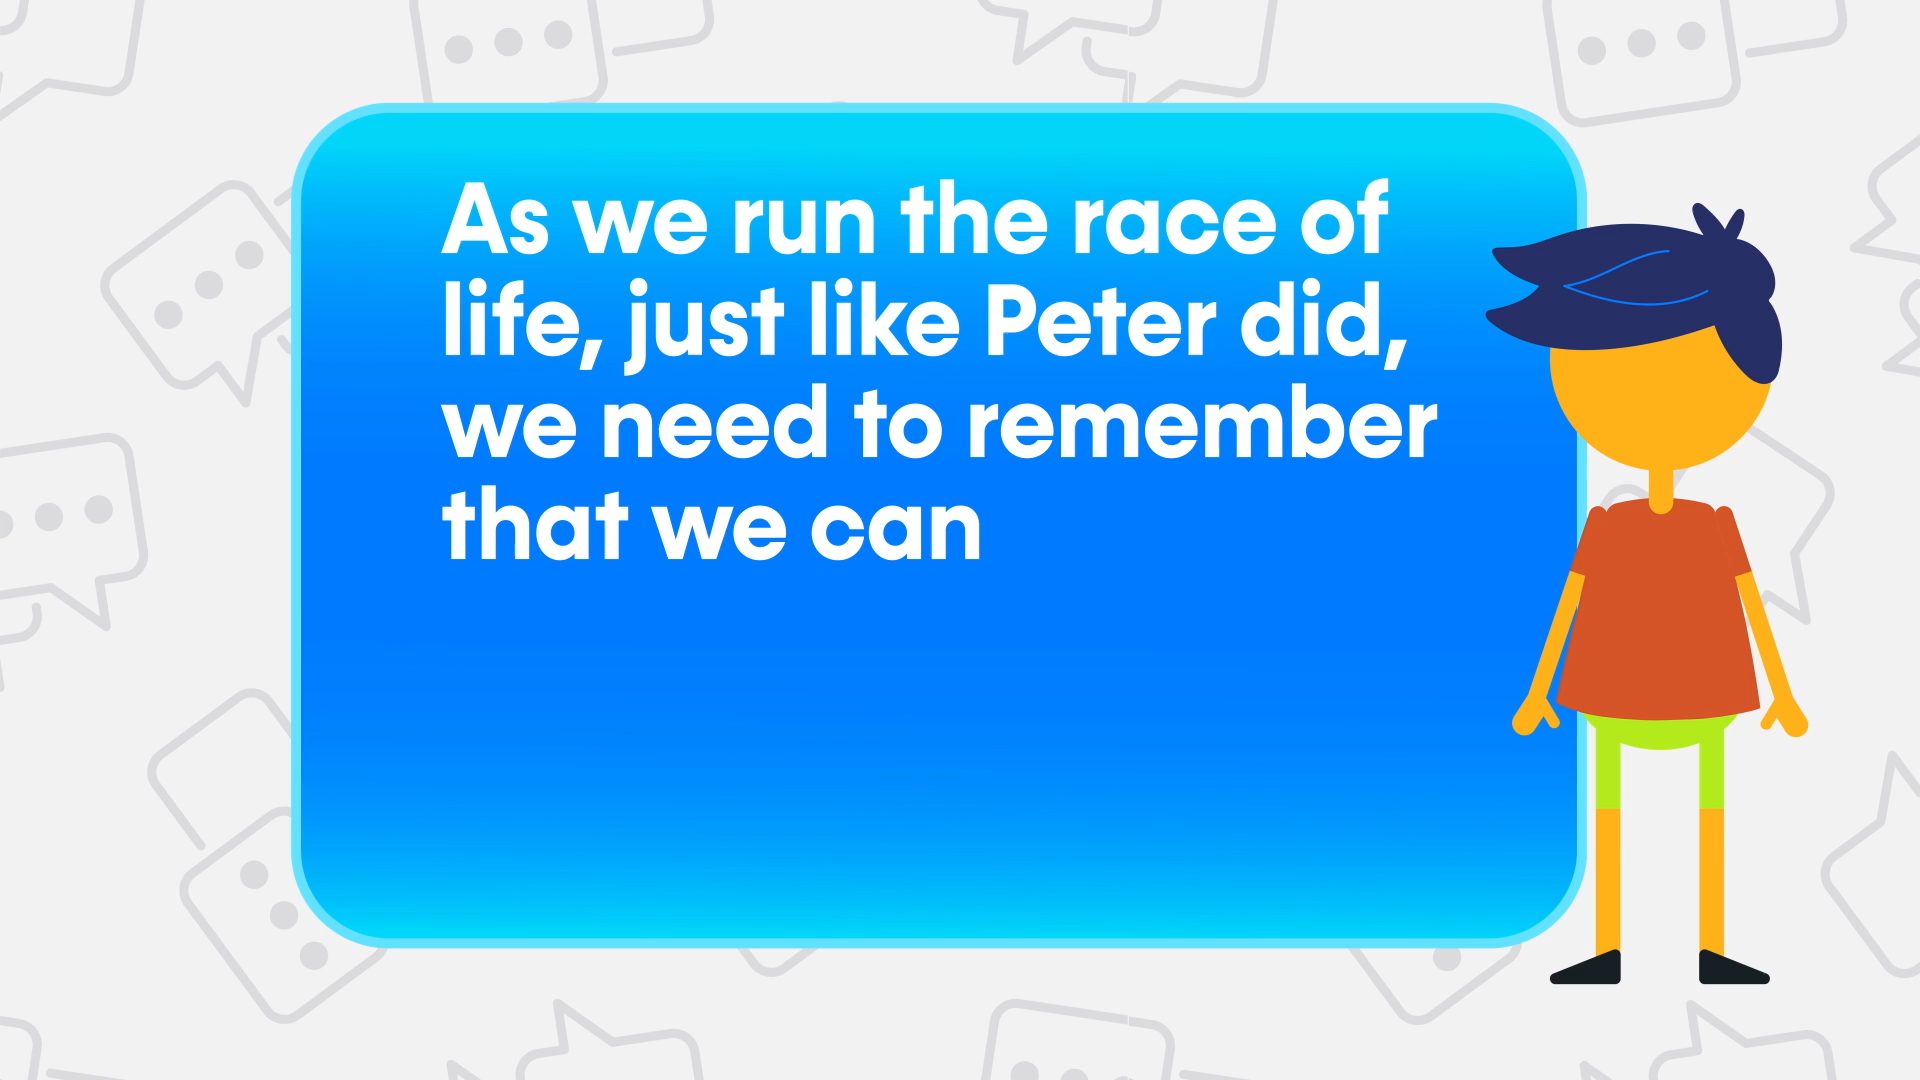 As we run the race of
life, just like Peter did,
we need to remember
that we can